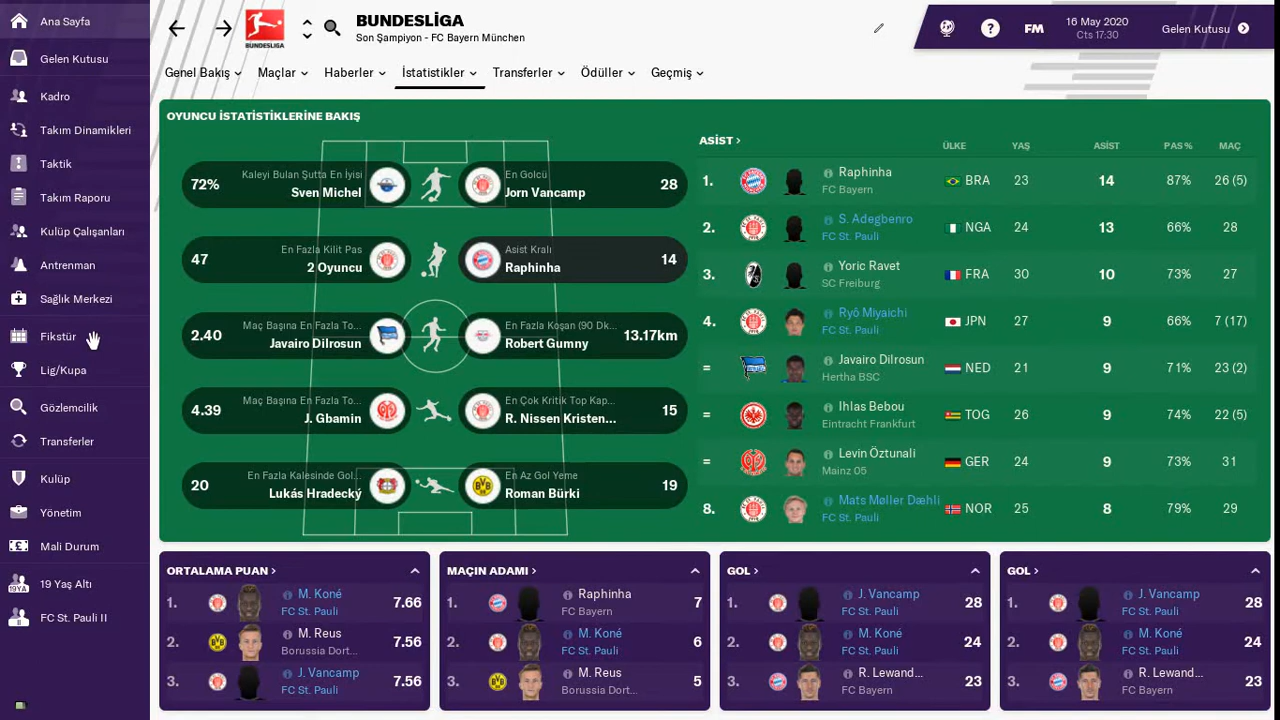 Ana Sayfa
Gelen Kutusu
Kadro
Takım Dinamikleri
Taktik
Takım Raporu
Kulüp Çalışanları
Antrenman
Sağlık Merkezi
Fikstür
Lig/Kupa
Gözlemcilik
Transferler
Kulüp
Yönetim
Mali Durum
19 Yaş Altı
19YA
FC St. Pauli II
BUNDESLIGA
BUNDESLİGA
Son Şampiyon - FC Bayern München
?
FM
16 May 2020
Cts 17:30
Gelen Kutusu
Genel Bakış
Maçlar
Haberler
İstatistikler
Transferler
Ödüller
Geçmiş
OYUNCU İSTATİSTİKLERİNE BAKIŞ
72% Kaleyi Bulan Şutta En İyisi
Sven Michel
En Golcü
Jorn Vancamp 28
47 En Fazla Kilit Pas
2 Oyuncu
Asist Kralı
Raphinha 14
2.40 Maç Başına En Fazla To...
Javairo Dilrosun
En Fazla Koşan (90 Dk...
Robert Gumny 13.17km
4.39 Maç Başına En Fazla To...
J. Gbamin
En Çok Kritik Top Kap...
R. Nissen Kristen... 15
20 En Fazla Kalesinde Gol...
Lukás Hradecký
En Az Gol Yeme
Roman Bürki 19
ASİST > ÜLKE YAŞ ASİST PAS % MAÇ
1. Raphinha BRA 23 14 87% 26 (5)
FC Bayern
2. S. Adegbenro NGA 24 13 66% 28
FC St. Pauli
3. Yoric Ravet FRA 30 10 73% 27
SC Freiburg
4. Ryó Miyaichi JPN 27 9 66% 7 (17)
FC St. Pauli
= Javairo Dilrosun NED 21 9 71% 23 (2)
Hertha BSC
= Ihlas Bebou TOG 26 9 74% 22 (5)
Eintracht Frankfurt
= Levin Öztunali GER 24 9 73% 31
Mainz 05
8. Mats Møller Dæhli NOR 25 8 79% 29
FC St. Pauli
ORTALAMA PUAN >
1. M. Koné 7.66
FC St. Pauli
2. M. Reus 7.56
Borussia Dort...
3. J. Vancamp 7.56
FC St. Pauli
MAÇIN ADAMI >
1. Raphinha 7
FC Bayern
2. M. Koné 6
FC St. Pauli
3. M. Reus 5
Borussia Dort...
GOL >
1. J. Vancamp 28
FC St. Pauli
2. M. Koné 24
FC St. Pauli
3. R. Lewand... 23
FC Bayern
GOL >
1. J. Vancamp 28
FC St. Pauli
2. M. Koné 24
FC St. Pauli
3. R. Lewand... 23
FC Bayern